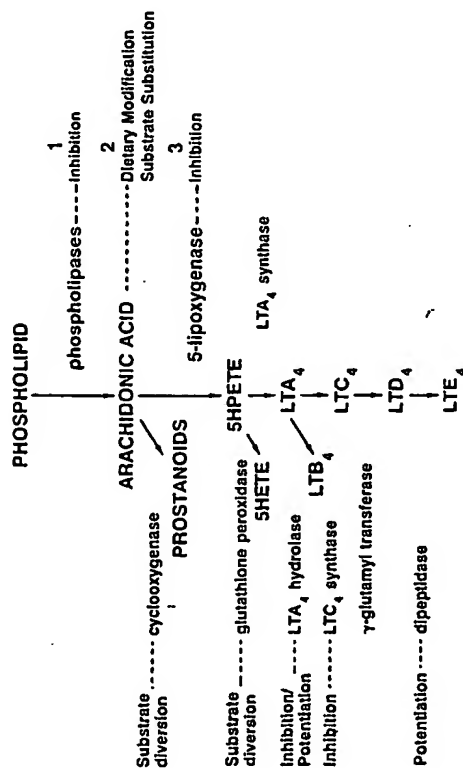 PHOSPHOLIPID
1
phospholipases----Inhibition
2
ARACHIDONIC ACID ----------Dietary Modification
Substrate Substitution
Substrate ----- cyclooxygenase
diversion
PROSTANOIDS
3
5-lipoxygenase----Inhibition
5HPETE
LTA4 synthase
Substrate ----- glutathione peroxidase
diversion
5HETE
LTA4
Inhibition/ ----LTA4 hydrolase
Potentiation
LTB4
Inhibition ------LTC4 synthase
LTC4
γ-glutamyl transferase
LTD4
Potentiation ---- dipeptidase
LTE4